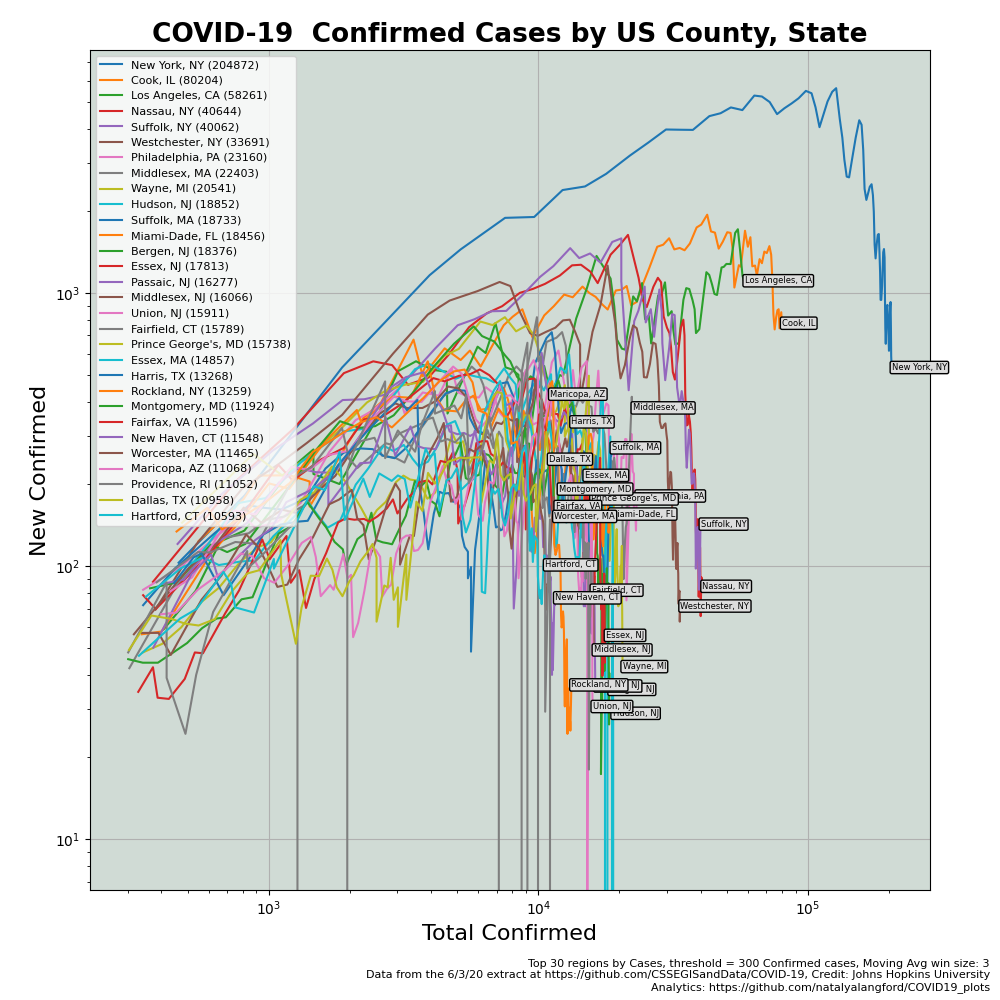 COVID-19  Confirmed Cases by US County, State
New York, NY (204872)
Cook, IL (80204)
Los Angeles, CA (58261)
Nassau, NY (40644)
Suffolk, NY (40062)
Westchester, NY (33691)
Philadelphia, PA (23160)
Middlesex, MA (22403)
Wayne, MI (20541)
Hudson, NJ (18852)
Suffolk, MA (18733)
Miami-Dade, FL (18456)
Bergen, NJ (18376)
Essex, NJ (17813)
Passaic, NJ (16277)
Middlesex, NJ (16066)
Union, NJ (15911)
Fairfield, CT (15789)
Prince George's, MD (15738)
Essex, MA (14857)
Harris, TX (13268)
Rockland, NY (13259)
Montgomery, MD (11924)
Fairfax, VA (11596)
New Haven, CT (11548)
Worcester, MA (11465)
Maricopa, AZ (11068)
Providence, RI (11052)
Dallas, TX (10958)
Hartford, CT (10593)
Los Angeles, CA
Cook, IL
New York, NY
Maricopa, AZ
Middlesex, MA
Harris, TX
Suffolk, MA
Dallas, TX
Essex, MA
Montgomery, MD
Prince George's, MD
PA
Fairfax, VA
Worcester, MA
Miami-Dade, FL
Suffolk, NY
Hartford, CT
Fairfield, CT
New Haven, CT
Nassau, NY
Westchester, NY
Essex, NJ
Middlesex, NJ
Wayne, MI
Rockland, NY
NJ
NJ
Union, NJ
Hudson, NJ
10³
10²
10¹
10³
10⁴
10⁵
New Confirmed
Total Confirmed
Top 30 regions by Cases, threshold = 300 Confirmed cases, Moving Avg win size: 3
Data from the 6/3/20 extract at https://github.com/CSSEGISandData/COVID-19, Credit: Johns Hopkins University
Analytics: https://github.com/natalyalangford/COVID19_plots